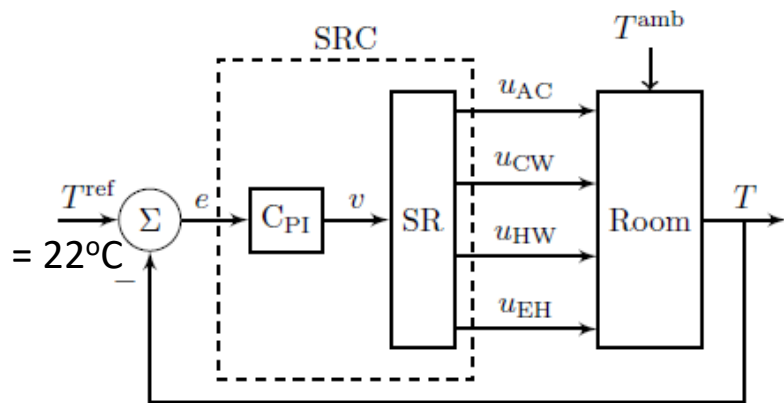 SRC
T^amb
u_AC
u_CW
T^ref
Σ
e
C_PI
v
SR
Room
T
= 22°C
−
u_HW
u_EH